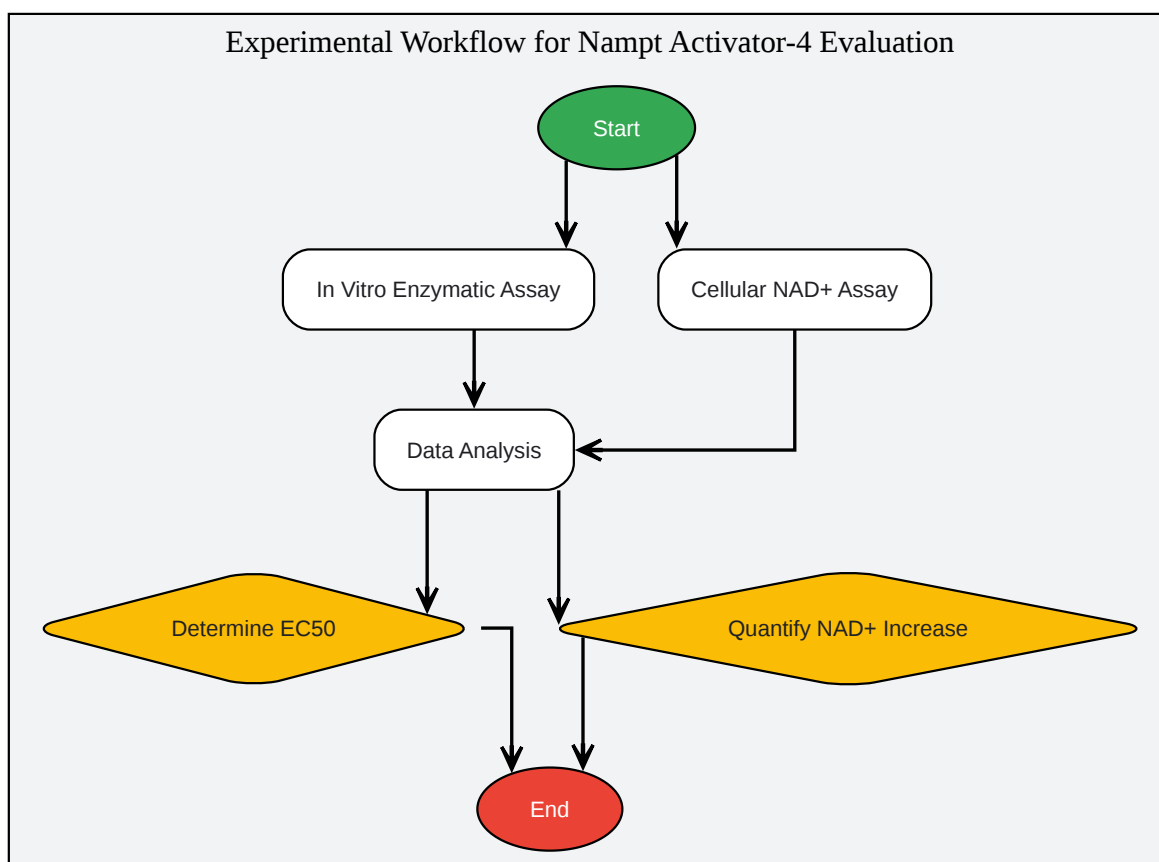 Experimental Workflow for Nampt Activator-4 Evaluation
Start
In Vitro Enzymatic Assay
Cellular NAD+ Assay
Data Analysis
Determine EC50
Quantify NAD+ Increase
End